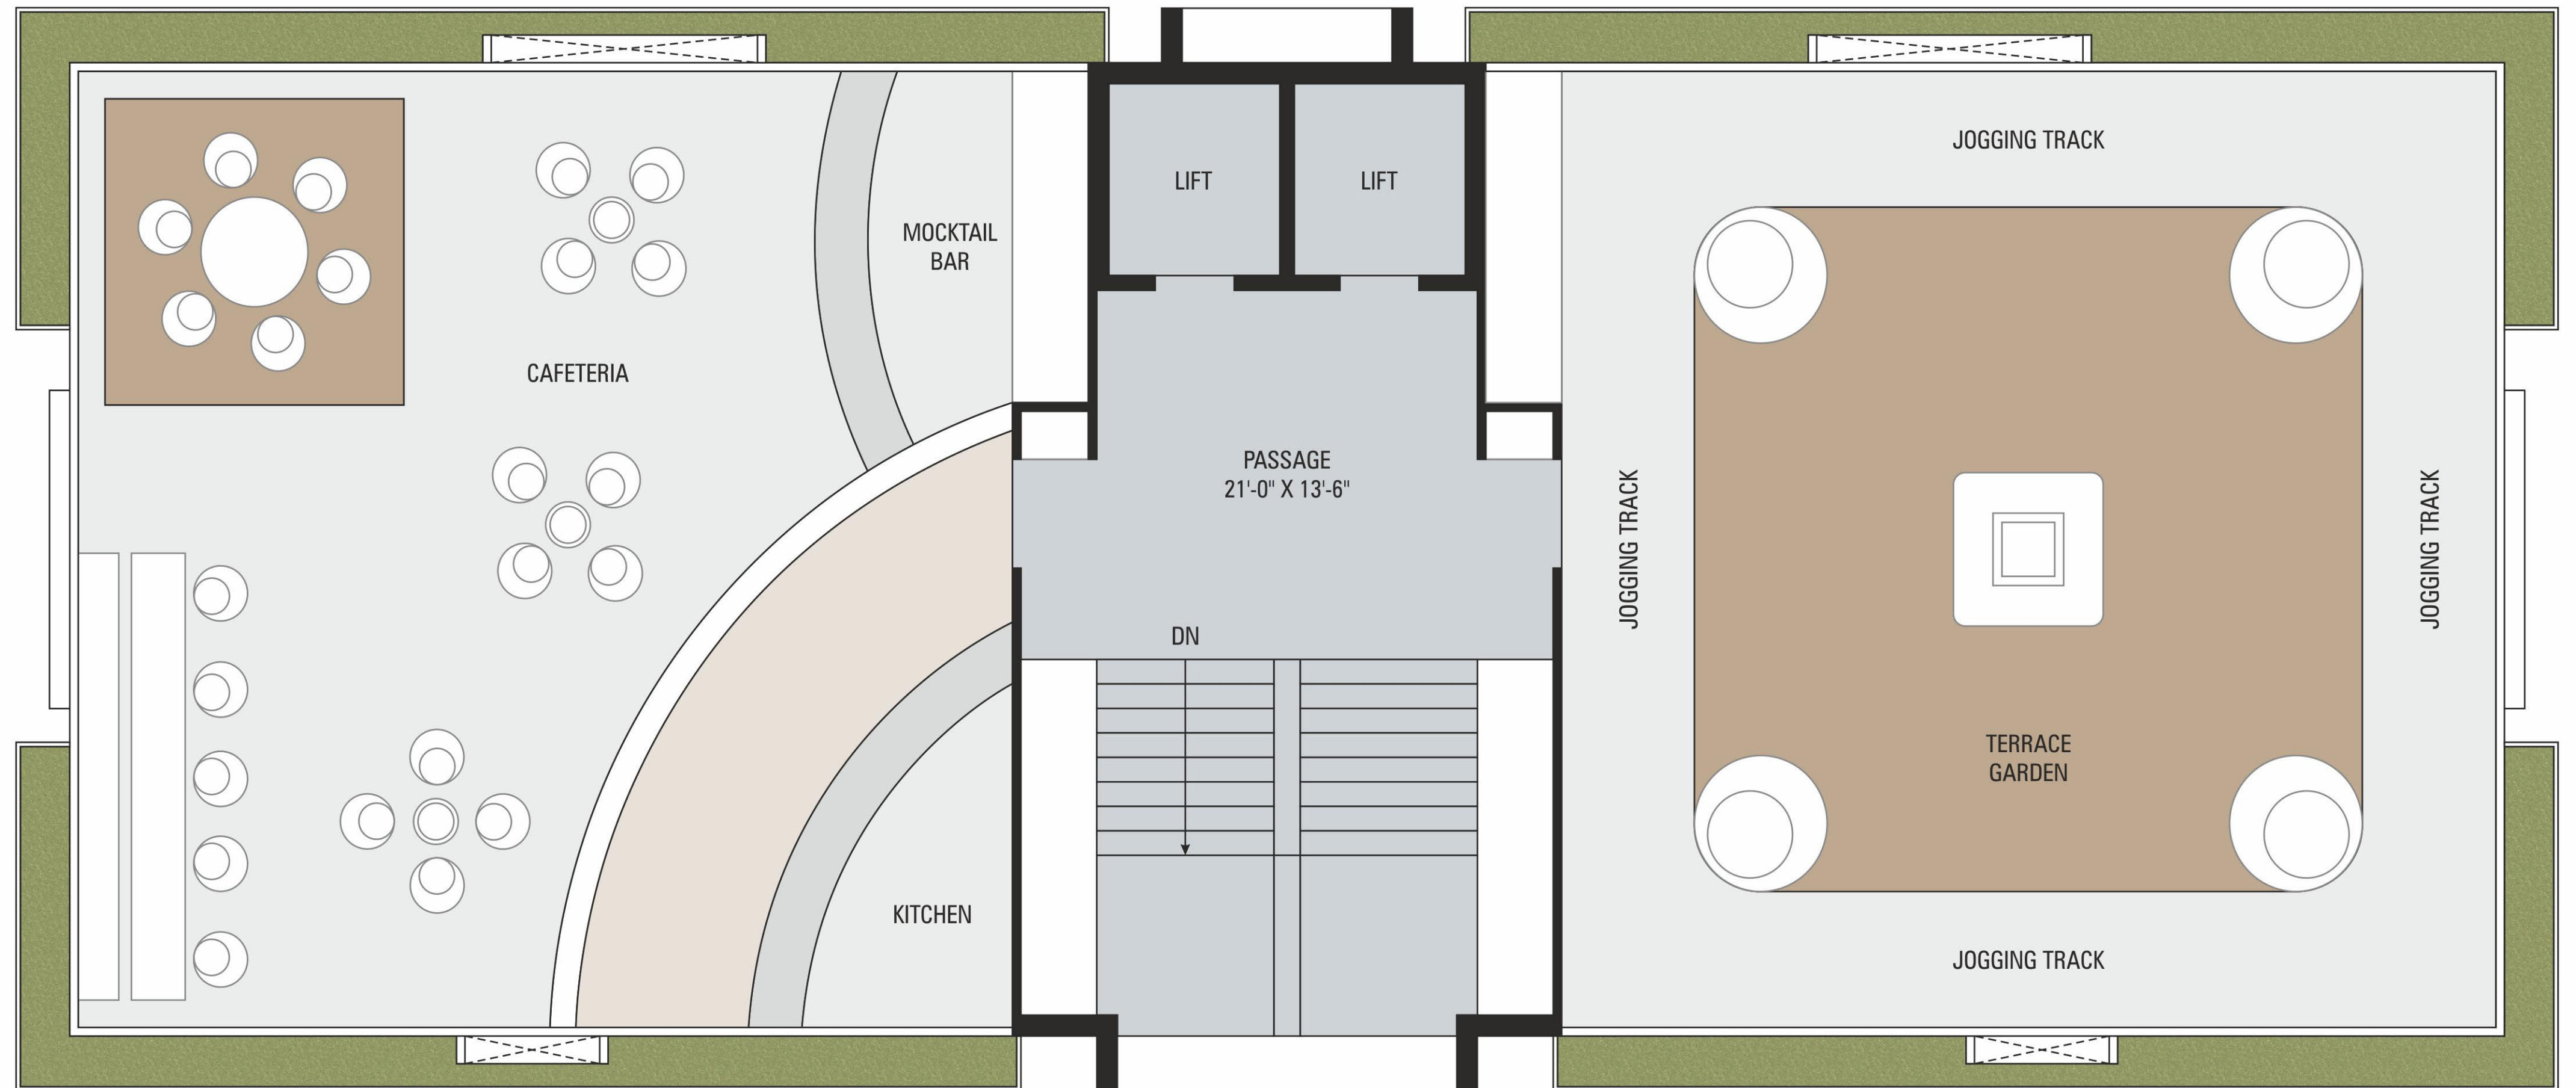 JOGGING TRACK
LIFT
LIFT
MOCKTAIL
BAR
CAFETERIA
PASSAGE
21'-0" X 13'-6"
JOGGING TRACK
JOGGING TRACK
DN
TERRACE
GARDEN
KITCHEN
JOGGING TRACK